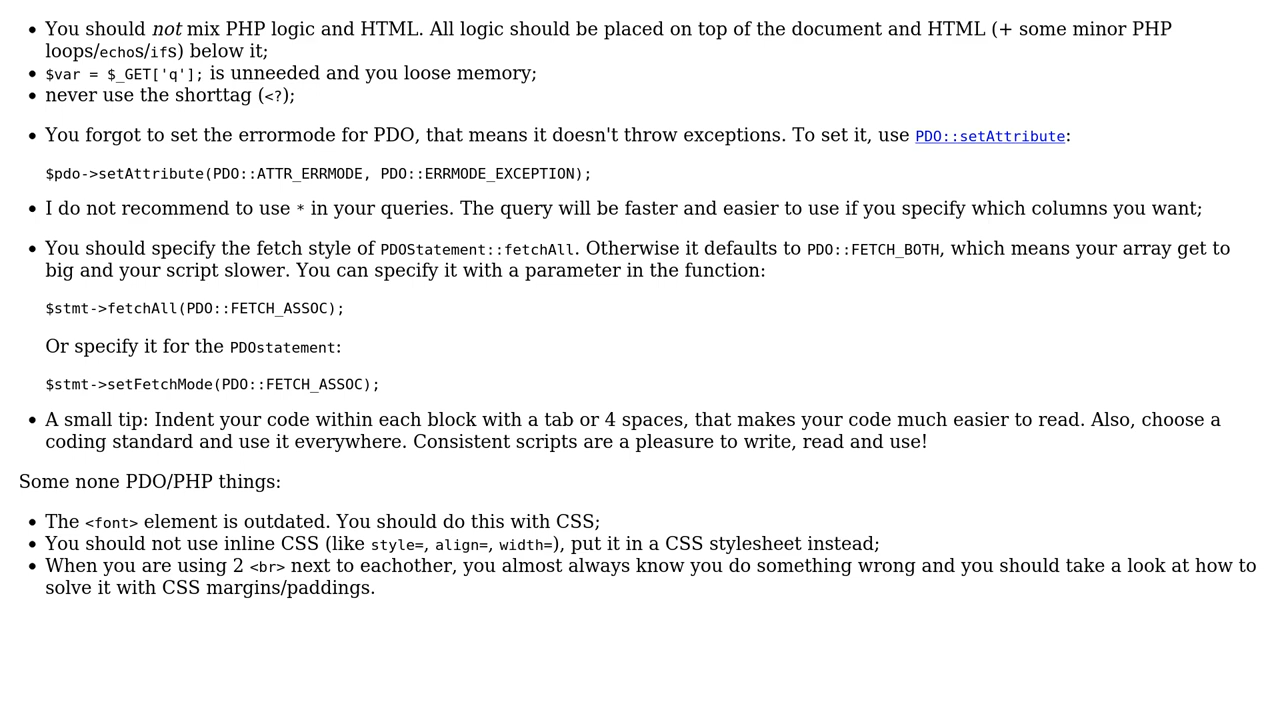 You should not mix PHP logic and HTML. All logic should be placed on top of the document and HTML (+ some minor PHP
loops/echos/ifs) below it;
$var = $_GET['q']; is unneeded and you loose memory;
never use the shorttag (<?);
You forgot to set the errormode for PDO, that means it doesn't throw exceptions. To set it, use PDO::setAttribute:
$pdo->setAttribute(PDO::ATTR_ERRMODE, PDO::ERRMODE_EXCEPTION);
I do not recommend to use * in your queries. The query will be faster and easier to use if you specify which columns you want;
You should specify the fetch style of PDOStatement::fetchAll. Otherwise it defaults to PDO::FETCH_BOTH, which means your array get to
big and your script slower. You can specify it with a parameter in the function:
$stmt->fetchAll(PDO::FETCH_ASSOC);
Or specify it for the PDOstatement:
$stmt->setFetchMode(PDO::FETCH_ASSOC);
A small tip: Indent your code within each block with a tab or 4 spaces, that makes your code much easier to read. Also, choose a
coding standard and use it everywhere. Consistent scripts are a pleasure to write, read and use!
Some none PDO/PHP things:
The <font> element is outdated. You should do this with CSS;
You should not use inline CSS (like style=, align=, width=), put it in a CSS stylesheet instead;
When you are using 2 <br> next to eachother, you almost always know you do something wrong and you should take a look at how to
solve it with CSS margins/paddings.